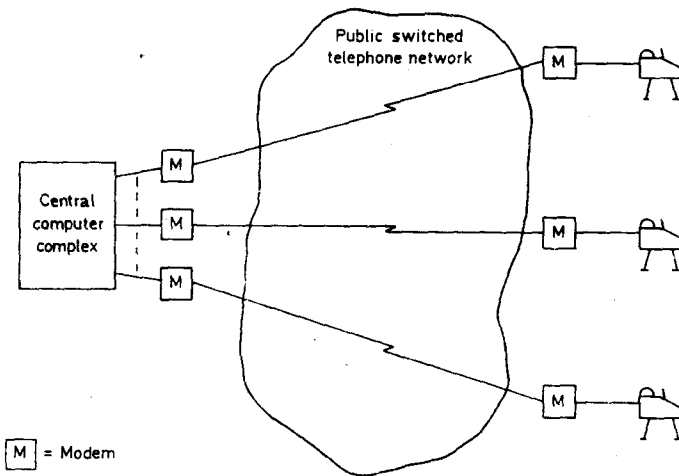 Public switched
telephone network
M
M
Central
computer
complex
M
M
M
M
M = Modem